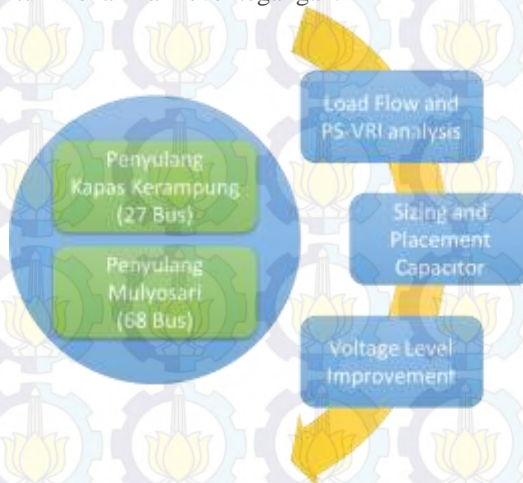 Penyulang
Kapas Kerampung
(27 Bus)
Penyulang
Mulyosari
(68 Bus)
Load Flow and
PS-VRI analysis
Sizing and
Placement
Capacitor
Voltage Level
Improvement